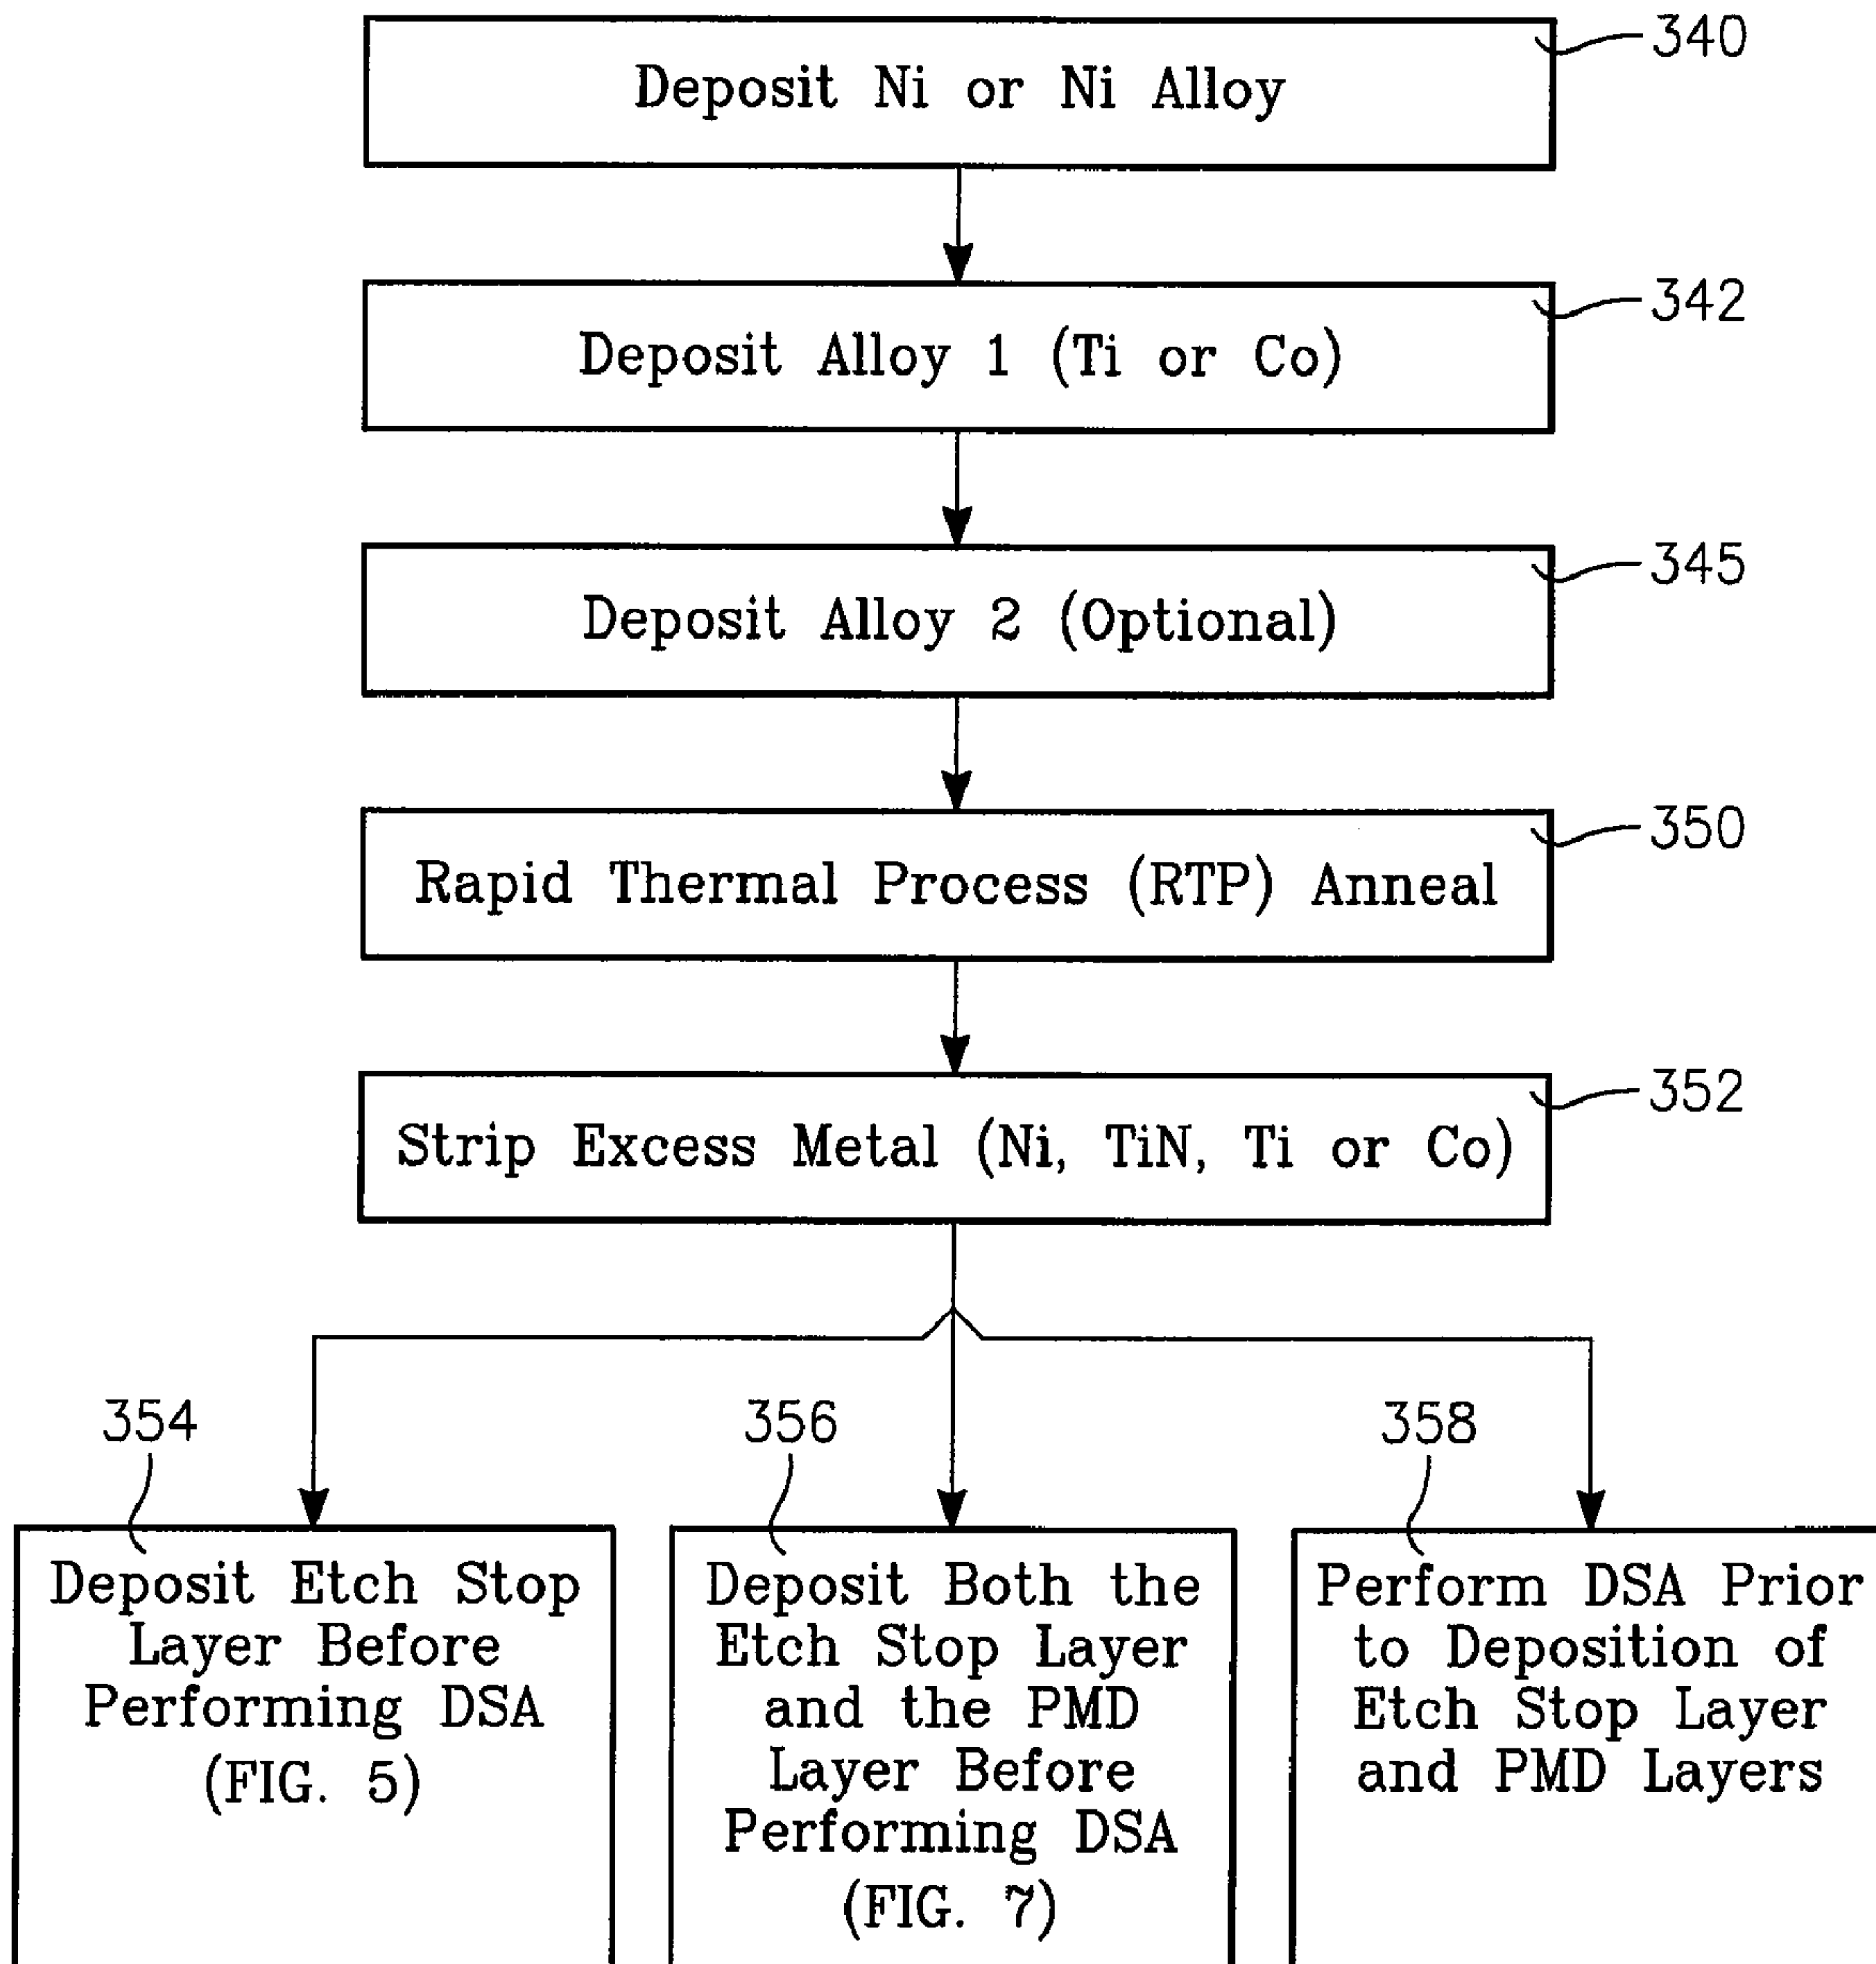 340
Deposit Ni or Ni Alloy
342
Deposit Alloy 1 (Ti or Co)
345
Deposit Alloy 2 (Optional)
350
Rapid Thermal Process (RTP) Anneal
352
Strip Excess Metal (Ni, TiN, Ti or Co)
354
Deposit Etch Stop
Layer Before
Performing DSA
(FIG. 5)
356
Deposit Both the
Etch Stop Layer
and the PMD
Layer Before
Performing DSA
(FIG. 7)
358
Perform DSA Prior
to Deposition of
Etch Stop Layer
and PMD Layers